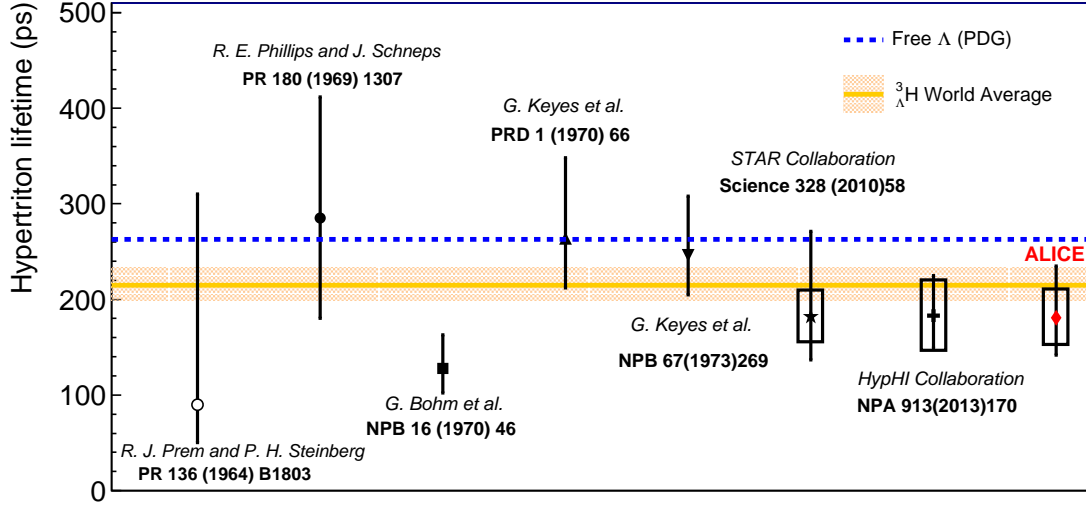 Hypertriton lifetime (ps)
500
400
300
200
100
0
R. E. Phillips and J. Schneps
PR 180 (1969) 1307
G. Keyes et al.
PRD 1 (1970) 66
Free Λ (PDG)
³ΛH World Average
STAR Collaboration
Science 328 (2010)58
ALICE
G. Keyes et al.
NPB 67(1973)269
HypHI Collaboration
NPA 913(2013)170
G. Bohm et al.
NPB 16 (1970) 46
R. J. Prem and P. H. Steinberg
PR 136 (1964) B1803